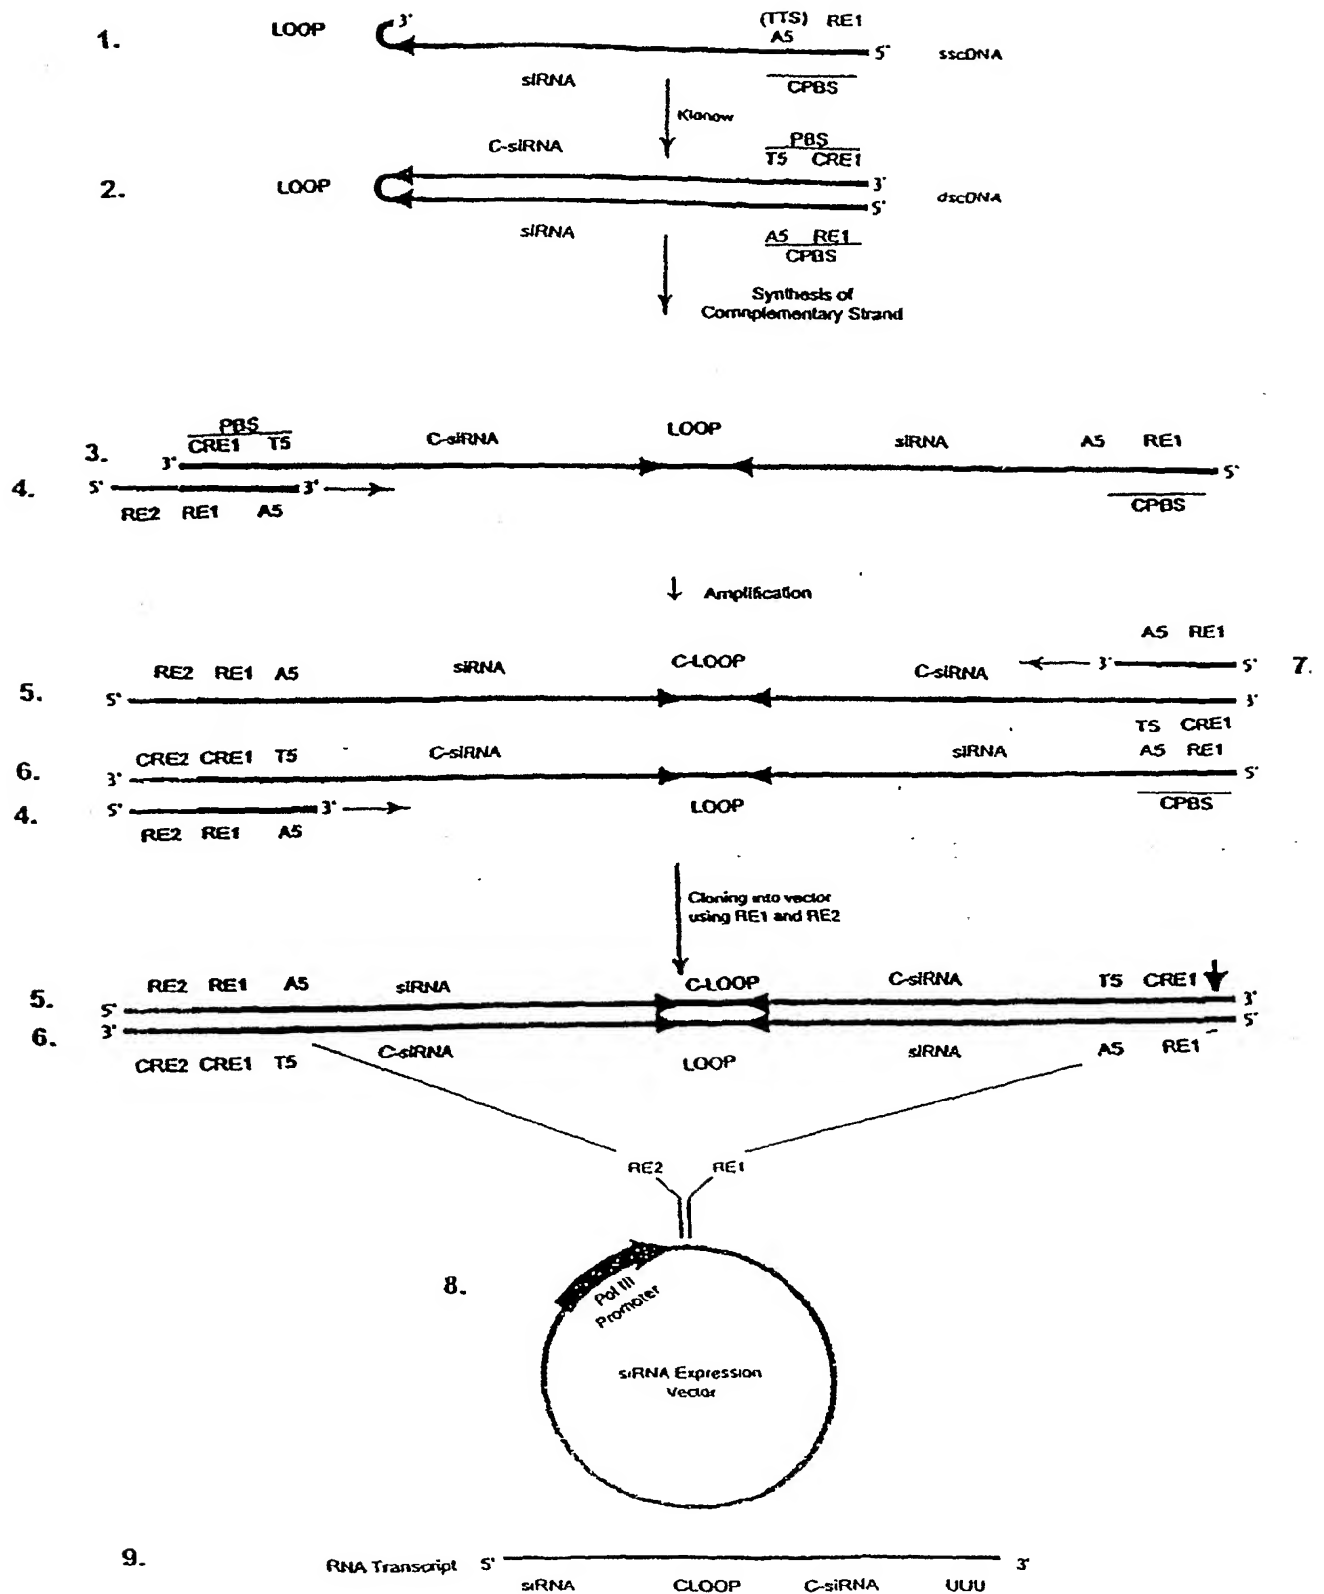 1.
LOOP
3'
(TTS) RE1
A5
5'
sscDNA
siRNA
CPBS
Klonow
C-siRNA
PBS
T5 CRE1
2.
LOOP
3'
5'
dscDNA
siRNA
A5 RE1
CPBS
Synthesis of
Comnplementary Strand
PBS
CRE1 T5
C-siRNA
LOOP
siRNA
A5 RE1
3.
3'
5'
4.
5'
3'
RE2 RE1 A5
CPBS
Amplification
A5 RE1
RE2 RE1 A5
siRNA
C-LOOP
C-siRNA
3'
5'
7.
5.
5'
3'
T5 CRE1
CRE2 CRE1 T5
C-siRNA
siRNA
A5 RE1
6.
3'
5'
4.
5'
3'
LOOP
CPBS
RE2 RE1 A5
Cloning into vector
using RE1 and RE2
RE2 RE1 A5
siRNA
C-LOOP
C-siRNA
T5 CRE1
5.
5'
3'
6.
3'
5'
CRE2 CRE1 T5
C-siRNA
LOOP
siRNA
A5 RE1
RE2 RE1
8.
Pol III
Promoter
siRNA Expression
Vector
9.
RNA Transcript 5'
3'
siRNA CLOOP C-siRNA UUU